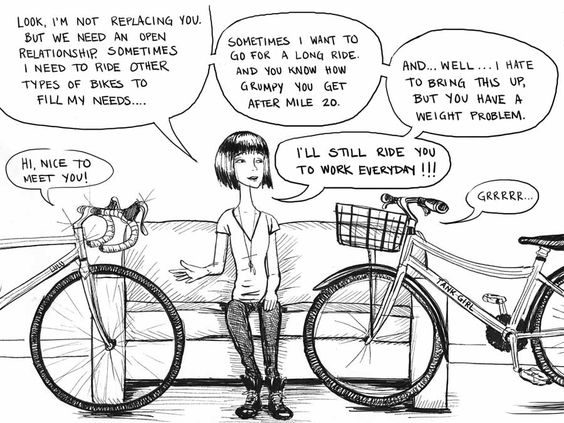 LOOK, I'M NOT REPLACING YOU.
BUT WE NEED AN OPEN
RELATIONSHIP. SOMETIMES
I NEED TO RIDE OTHER
TYPES OF BIKES TO
FILL MY NEEDS....
SOMETIMES I WANT TO
GO FOR A LONG RIDE.
AND YOU KNOW HOW
GRUMPY YOU GET
AFTER MILE 20.
AND... WELL... I HATE
TO BRING THIS UP,
BUT YOU HAVE A
WEIGHT PROBLEM.
I'LL STILL RIDE YOU
TO WORK EVERYDAY!!!
HI, NICE TO
MEET YOU!
GRRRRR...
LULU
TANK GIRL